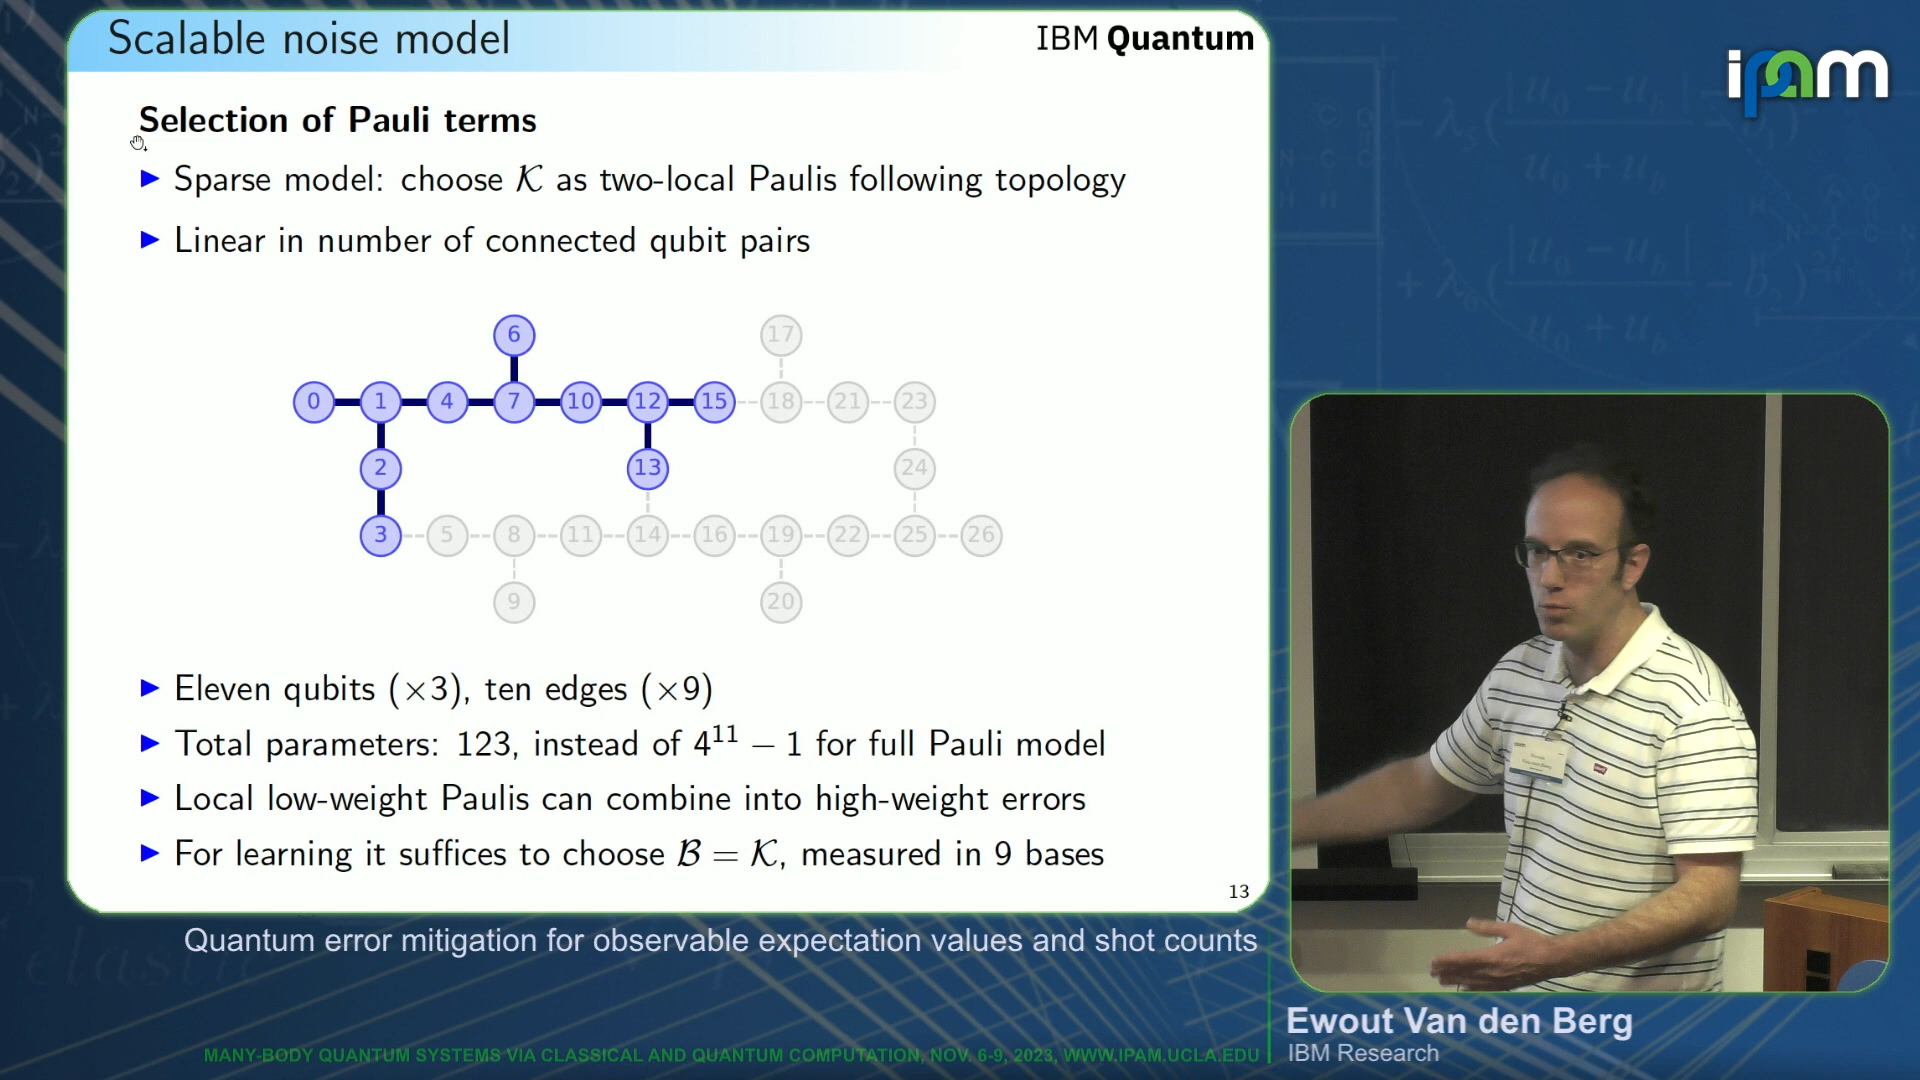 Scalable noise model
IBM Quantum
ipam
Selection of Pauli terms
Sparse model: choose 𝒦 as two-local Paulis following topology
Linear in number of connected qubit pairs
6 17
0 1 4 7 10 12 15 18 21 23
2 13 24
3 5 8 11 14 16 19 22 25 26
9 20
Eleven qubits (×3), ten edges (×9)
Total parameters: 123, instead of 4¹¹ − 1 for full Pauli model
Local low-weight Paulis can combine into high-weight errors
For learning it suffices to choose ℬ = 𝒦, measured in 9 bases
13
Quantum error mitigation for observable expectation values and shot counts
Ewout Van den Berg
IBM Research
MANY-BODY QUANTUM SYSTEMS VIA CLASSICAL AND QUANTUM COMPUTATION, NOV. 6-9, 2023, WWW.IPAM.UCLA.EDU